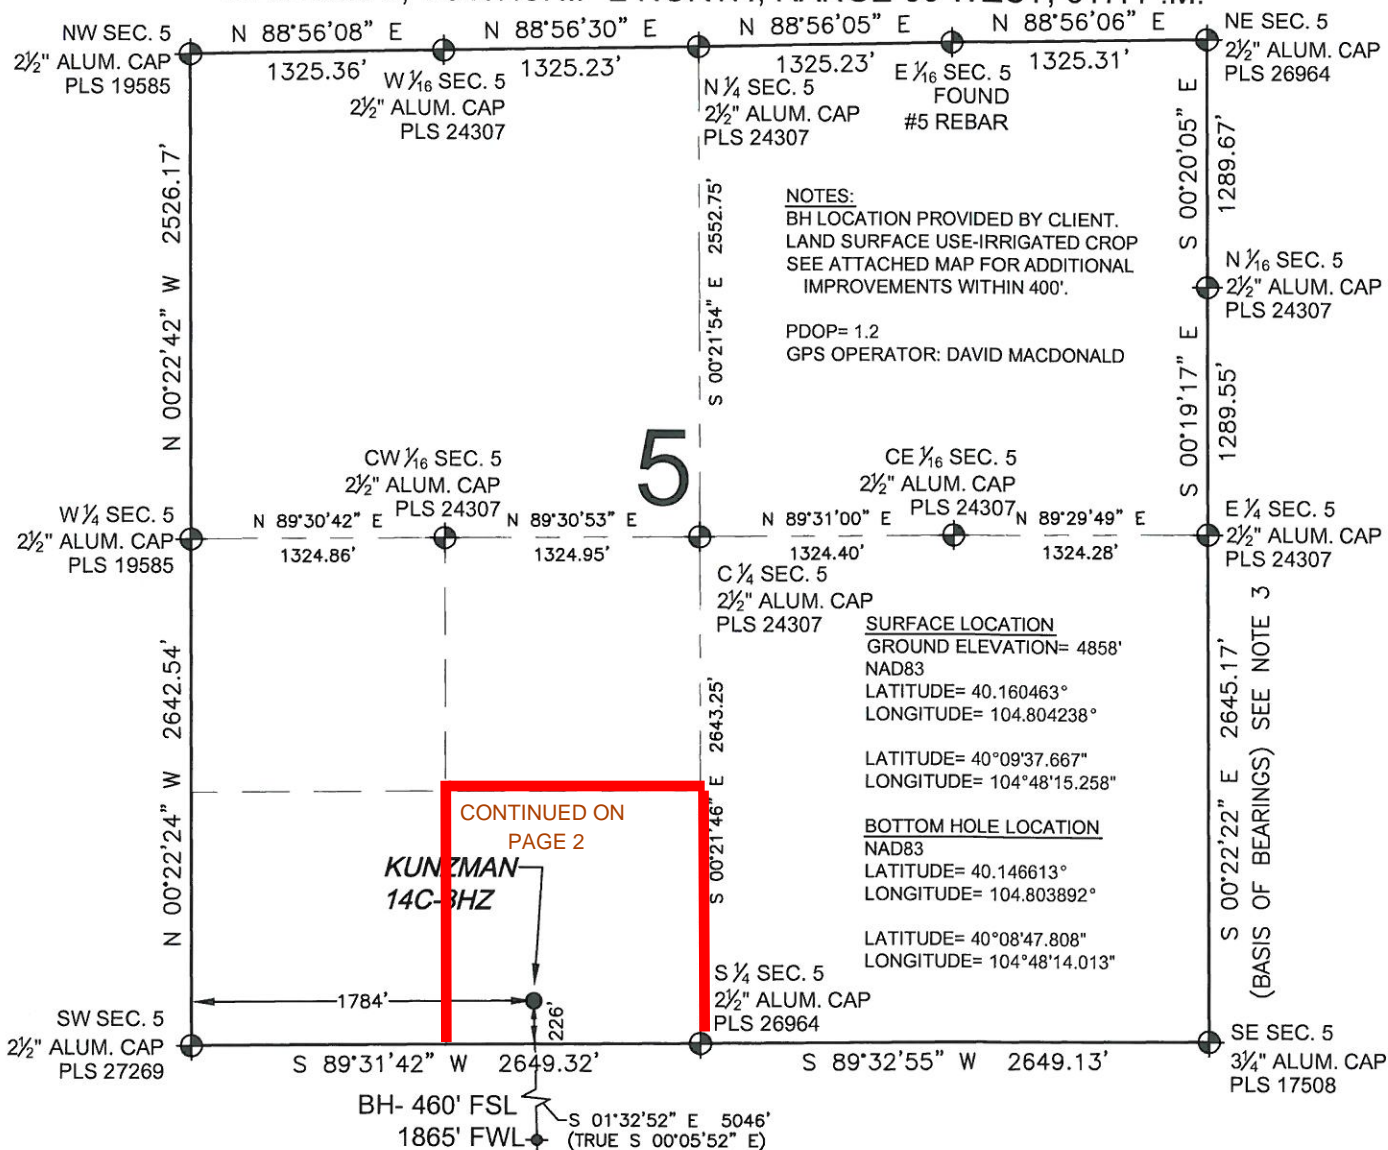 N 88°56'08" E
N 88°56'30" E
N 88°56'05" E
N 88°56'06" E
1325.36'
1325.23'
1325.23'
1325.31'
NW SEC. 5
2½" ALUM. CAP
PLS 19585
W 1/16 SEC. 5
2½" ALUM. CAP
PLS 24307
N ¼ SEC. 5
2½" ALUM. CAP
PLS 24307
E 1/16 SEC. 5
FOUND
#5 REBAR
NE SEC. 5
2½" ALUM. CAP
PLS 26964
N 00°22'42" W 2526.17'
S 00°21'54" E 2552.75'
S 00°20'05" E
1289.67'
NOTES:
BH LOCATION PROVIDED BY CLIENT.
LAND SURFACE USE-IRRIGATED CROP
SEE ATTACHED MAP FOR ADDITIONAL
IMPROVEMENTS WITHIN 400'.
PDOP= 1.2
GPS OPERATOR: DAVID MACDONALD
N 1/16 SEC. 5
2½" ALUM. CAP
PLS 24307
S 00°19'17" E
1289.55'
5
W ¼ SEC. 5
2½" ALUM. CAP
PLS 19585
CW 1/16 SEC. 5
2½" ALUM. CAP
PLS 24307
CE 1/16 SEC. 5
2½" ALUM. CAP
PLS 24307
E ¼ SEC. 5
2½" ALUM. CAP
PLS 24307
N 89°30'42" E
N 89°30'53" E
N 89°31'00" E
N 89°29'49" E
1324.86'
1324.95'
1324.40'
1324.28'
C ¼ SEC. 5
2½" ALUM. CAP
PLS 24307
SURFACE LOCATION
GROUND ELEVATION= 4858'
NAD83
LATITUDE= 40.160463°
LONGITUDE= 104.804238°
LATITUDE= 40°09'37.667"
LONGITUDE= 104°48'15.258"
BOTTOM HOLE LOCATION
NAD83
LATITUDE= 40.146613°
LONGITUDE= 104.803892°
LATITUDE= 40°08'47.808"
LONGITUDE= 104°48'14.013"
N 00°22'24" W 2642.54'
S 00°21'46" E 2643.25'
S 00°22'22" E 2645.17'
(BASIS OF BEARINGS) SEE NOTE 3
CONTINUED ON
PAGE 2
KUNZMAN
14C-8HZ
1784'
226'
SW SEC. 5
2½" ALUM. CAP
PLS 27269
S ¼ SEC. 5
2½" ALUM. CAP
PLS 26964
SE SEC. 5
3¼" ALUM. CAP
PLS 17508
S 89°31'42" W 2649.32'
S 89°32'55" W 2649.13'
BH- 460' FSL
1865' FWL
S 01°32'52" E 5046'
(TRUE S 00°05'52" E)